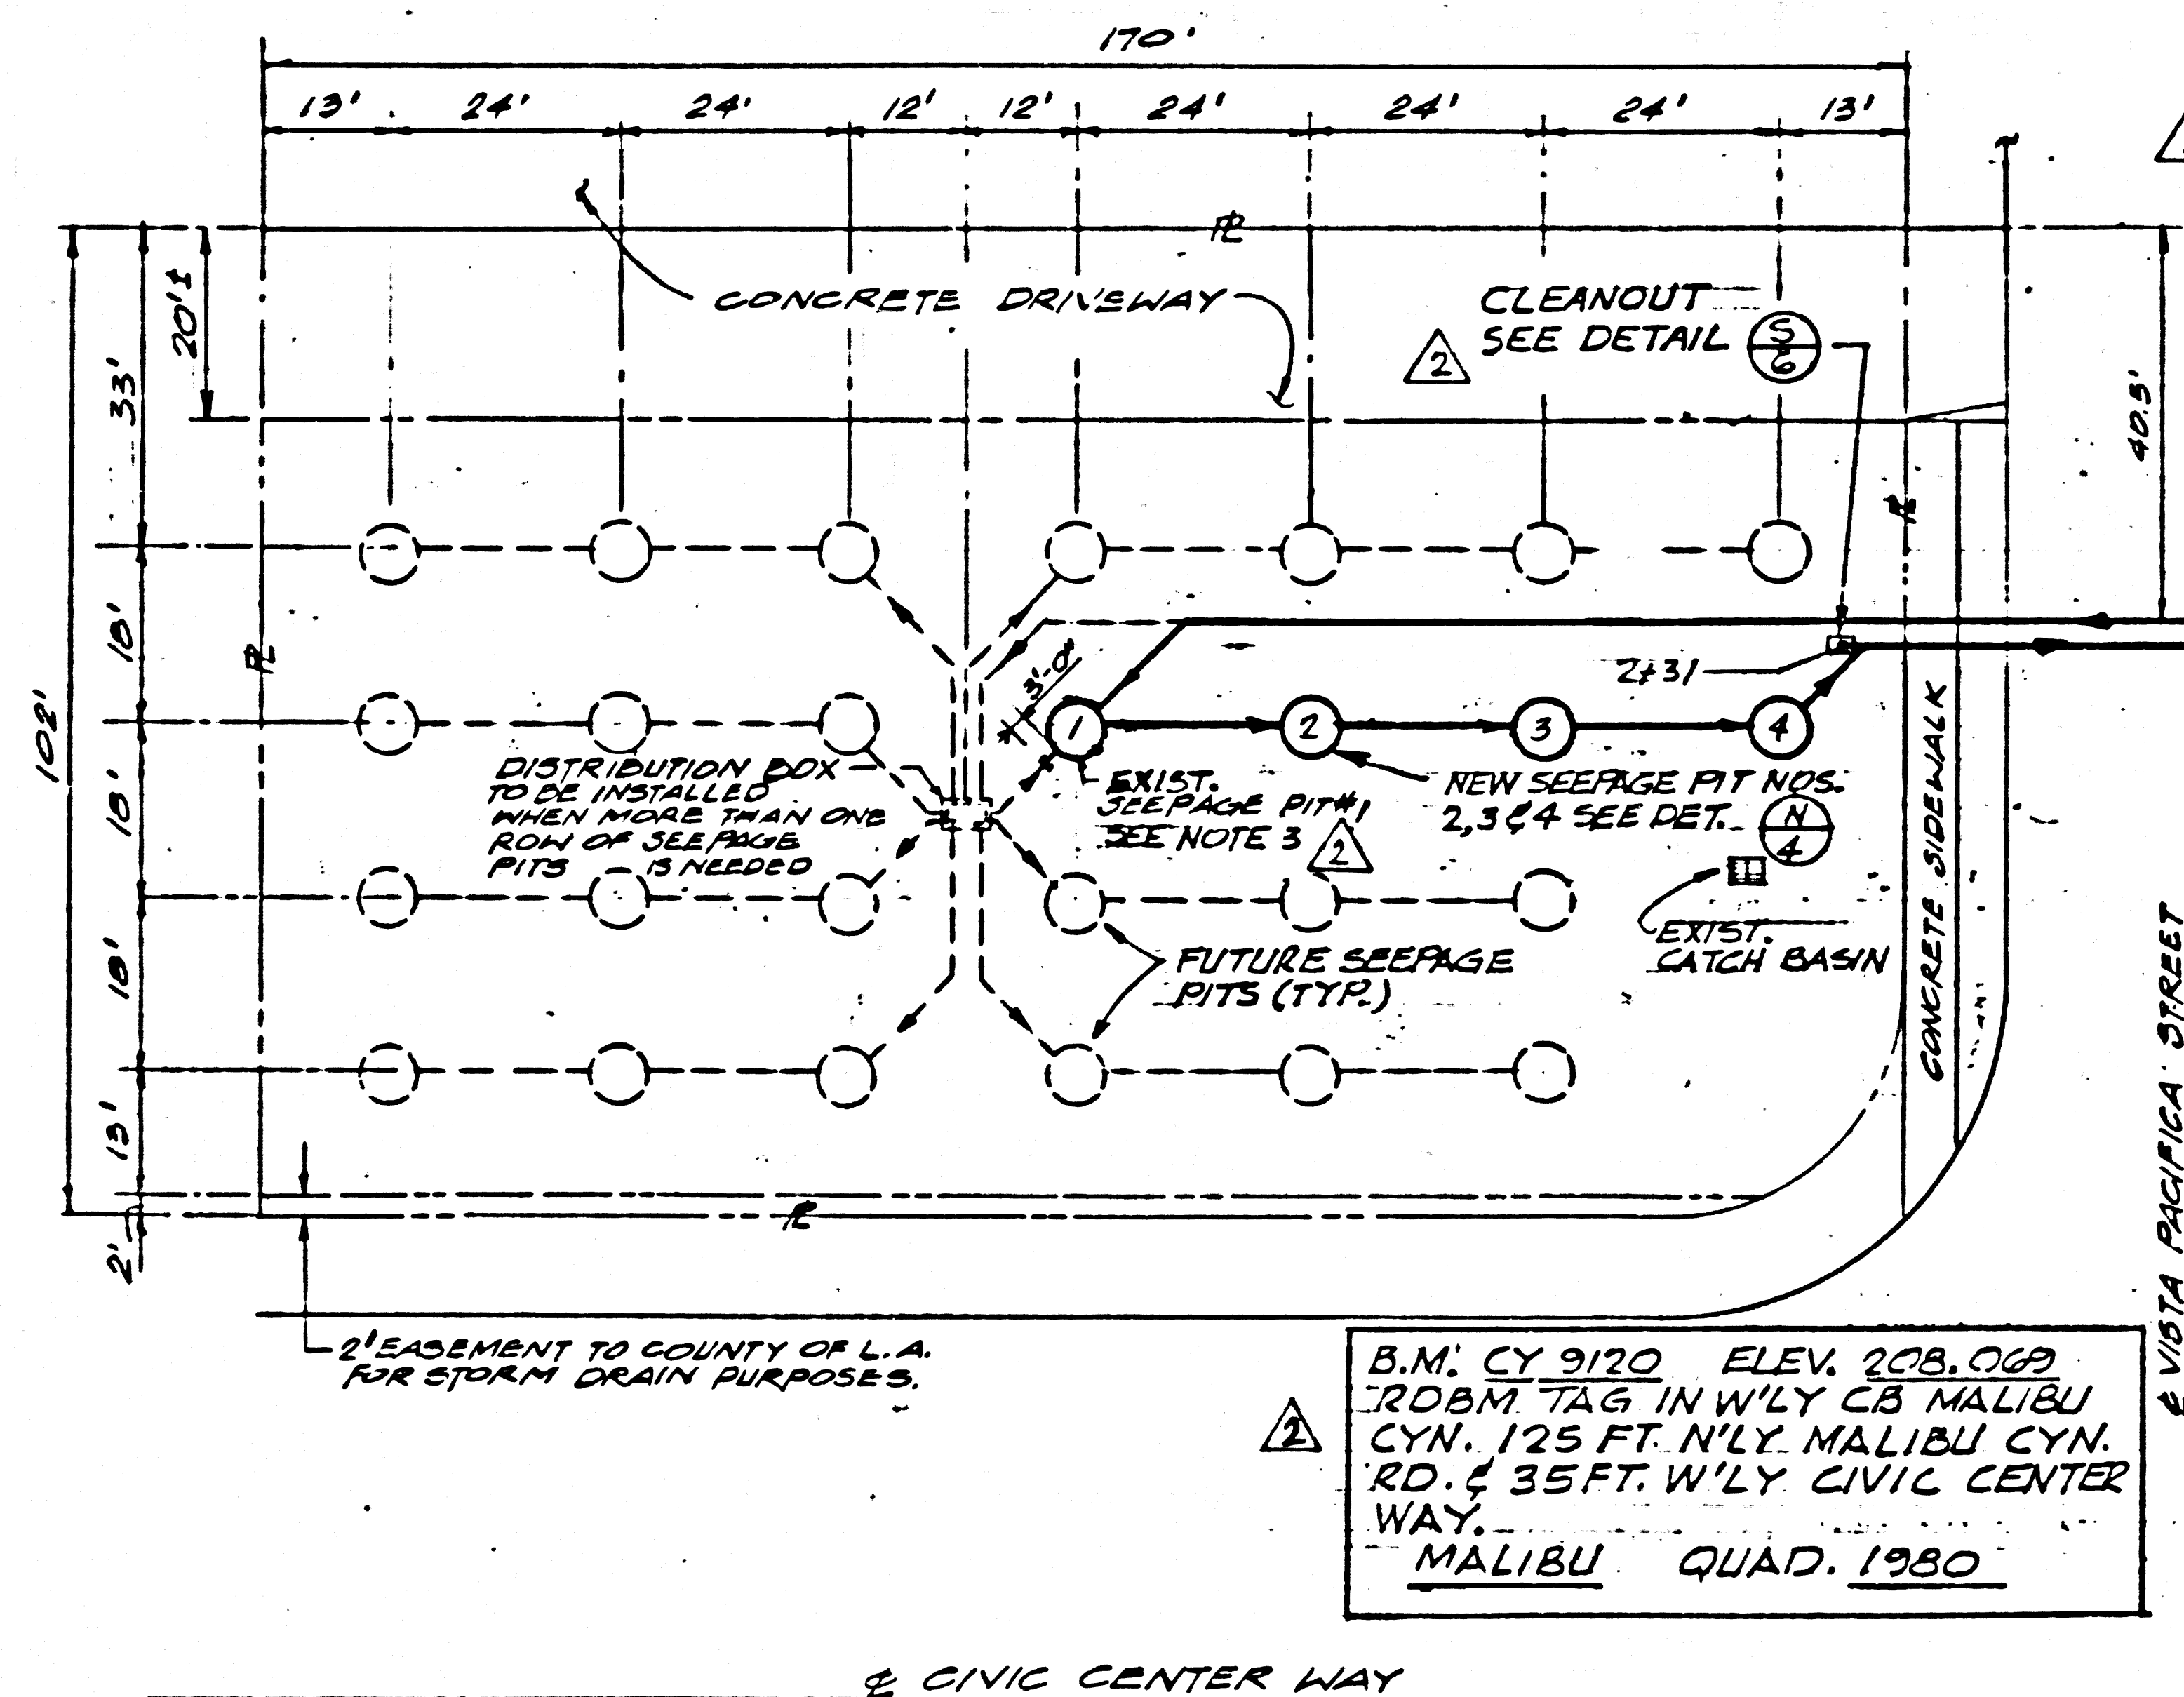 170'
13' 24' 24' 12' 12' 24' 24' 24' 13'
℄
20'±
CONCRETE DRIVEWAY
CLEANOUT
SEE DETAIL S/6
2
33'
40.3'
℄
18'
℄
3'-0"
2+31
102'
1 2 3 4
DISTRIBUTION BOX
TO BE INSTALLED
WHEN MORE THAN ONE
ROW OF SEEPAGE
PITS IS NEEDED
EXIST.
SEEPAGE PIT #1
SEE NOTE 3 2
NEW SEEPAGE PIT NOS.
2, 3 & 4 SEE DET. N/4
18'
EXIST.
CATCH BASIN
CONCRETE SIDEWALK
FUTURE SEEPAGE
PITS (TYP.)
18'
13'
2'
℄
℄ VISTA PACIFICA STREET
2' EASEMENT TO COUNTY OF L.A.
FOR STORM DRAIN PURPOSES.
2
B.M. CY 9120 ELEV. 208.069
RDBM TAG IN W'LY CB MALIBU
CYN. 125 FT. N'LY MALIBU CYN.
RD. & 35 FT. W'LY CIVIC CENTER
WAY.
MALIBU QUAD. 1980
℄ CIVIC CENTER WAY